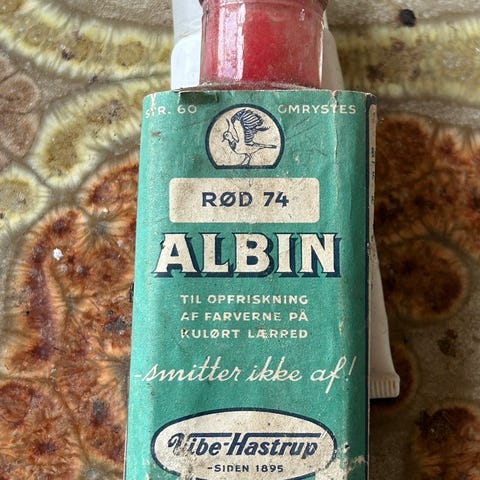 STR. 60 OMRYSTES
RØD 74
ALBIN
TIL OPFRISKNING
AF FARVERNE PÅ
KULØRT LÆRRED
-smitter ikke af!
Vibe-Hastrup
-SIDEN 1895